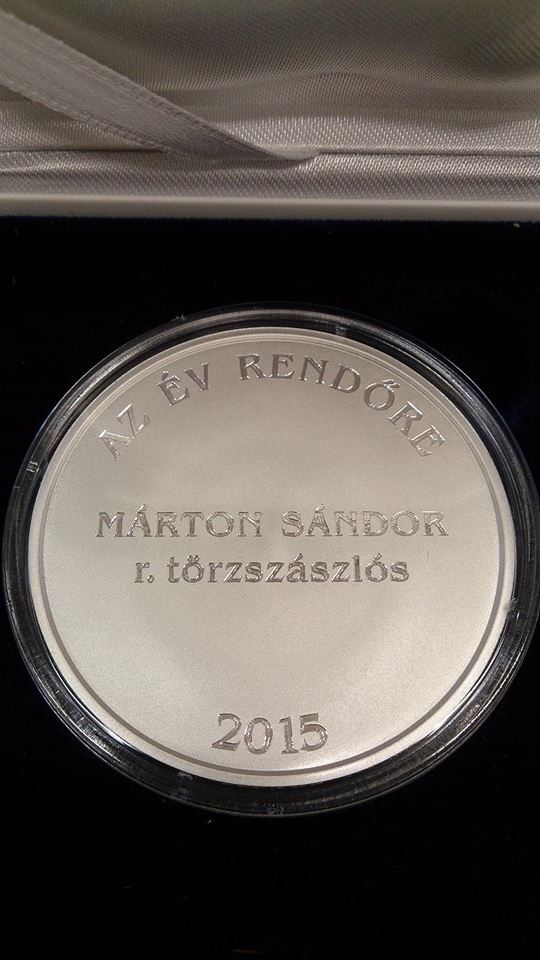 AZ ÉV RENDŐRE
MÁRTON SÁNDOR
r. törzszászlós
2015